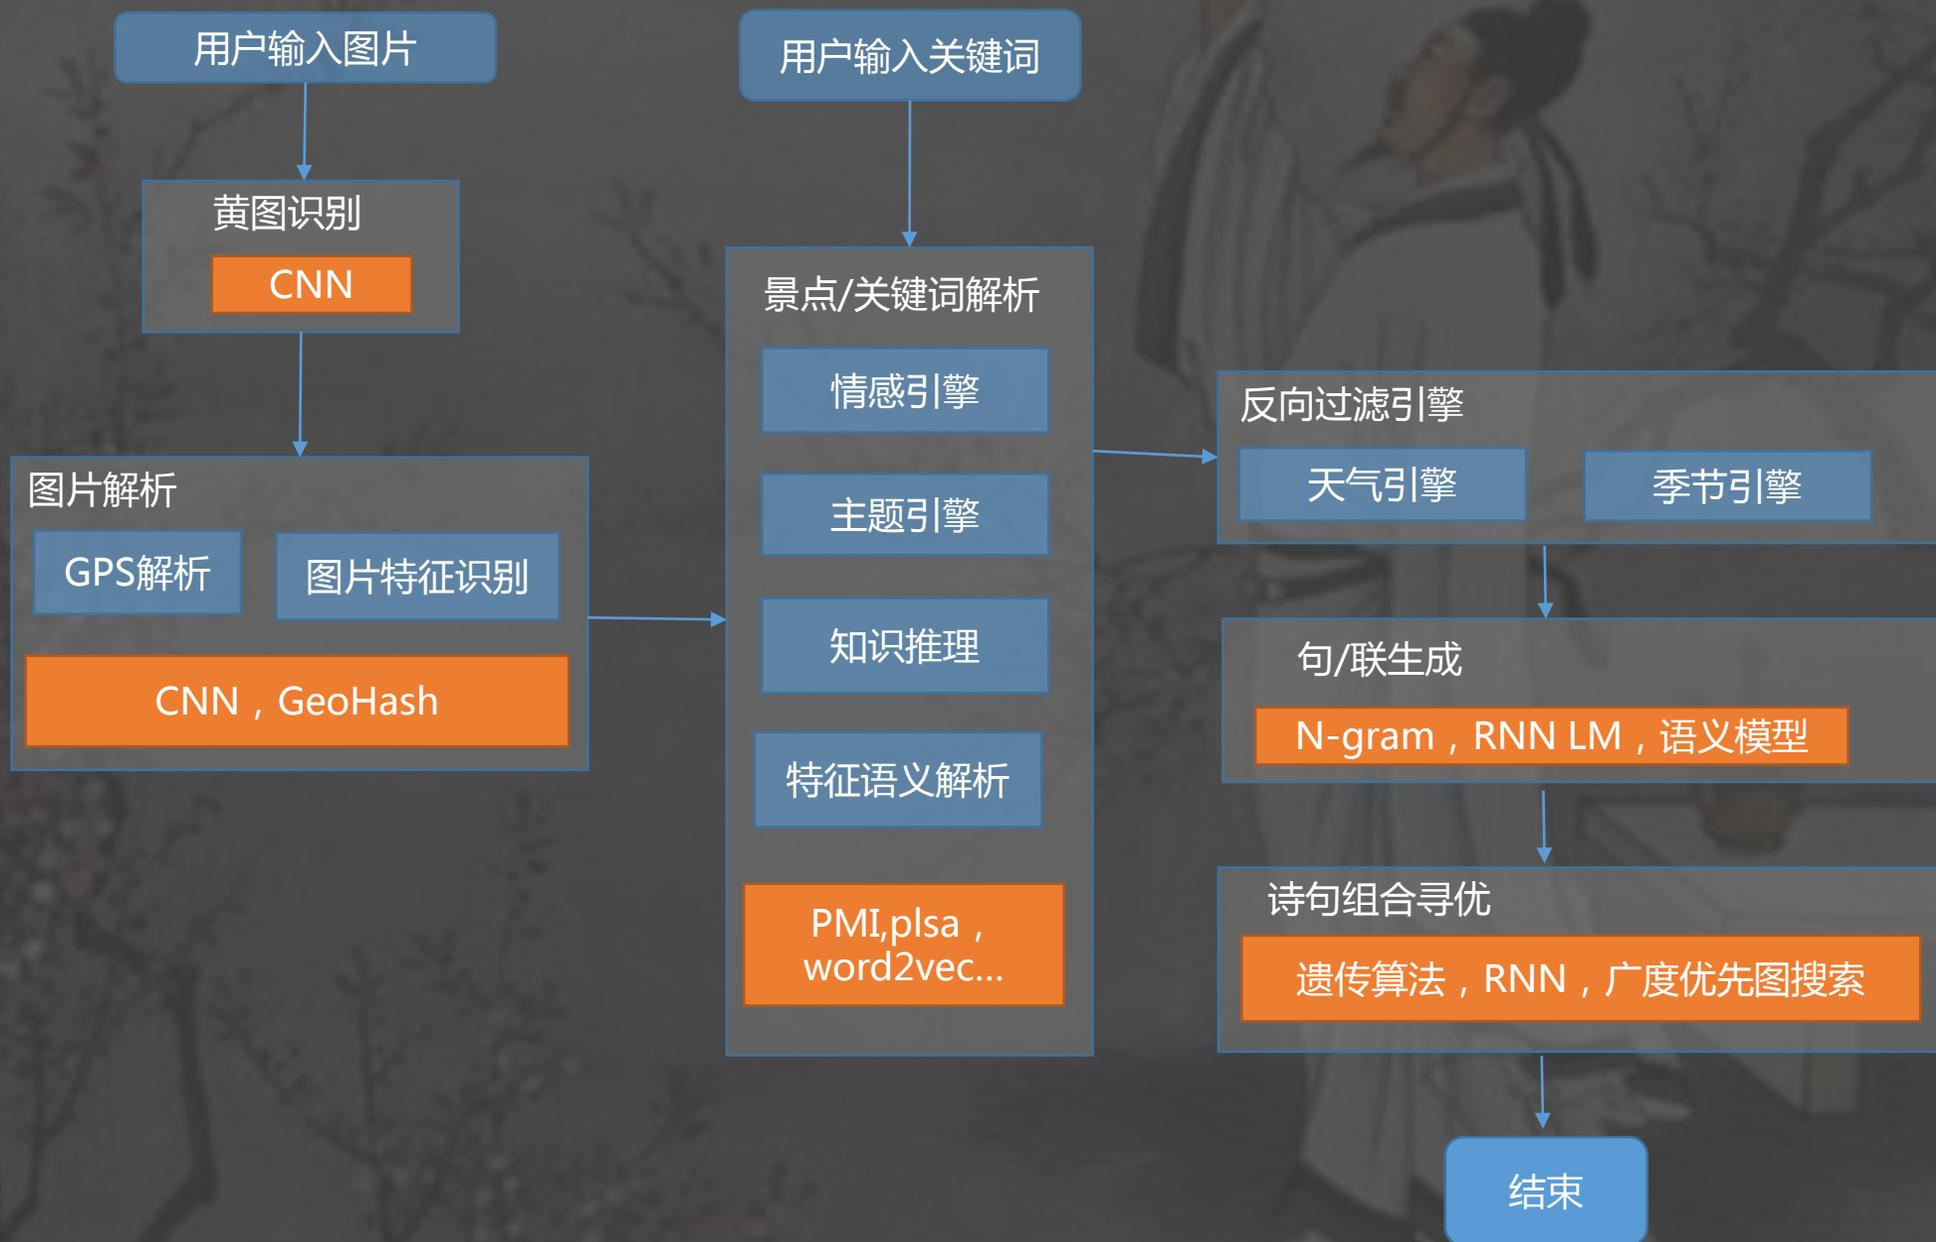 用户输入图片
黄图识别
CNN
图片解析
GPS解析
图片特征识别
CNN，GeoHash
用户输入关键词
景点/关键词解析
情感引擎
主题引擎
知识推理
特征语义解析
PMI,plsa，
word2vec...
反向过滤引擎
天气引擎
季节引擎
句/联生成
N-gram，RNN LM，语义模型
诗句组合寻优
遗传算法，RNN，广度优先图搜索
结束